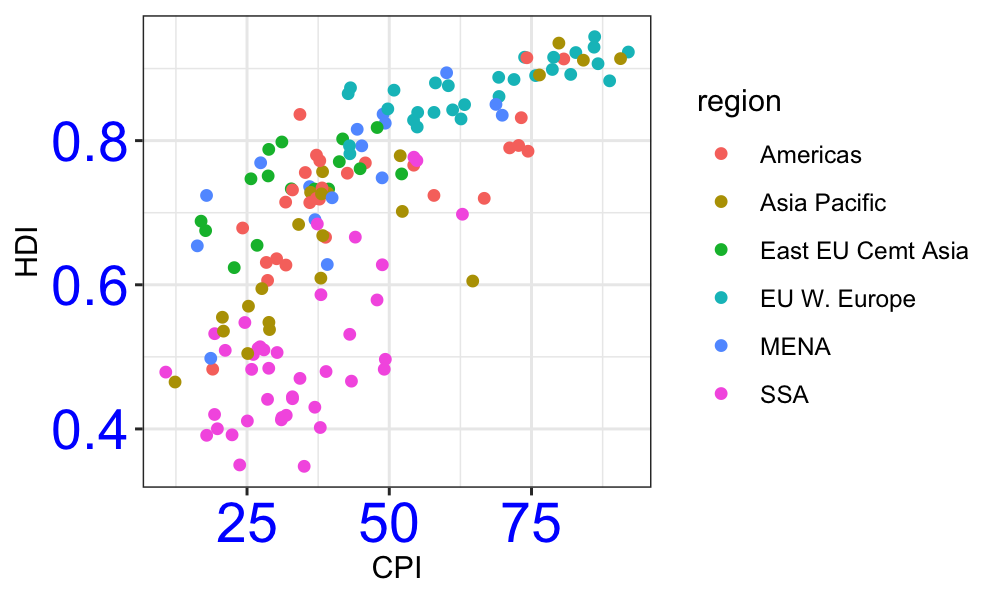 HDI
0.8
0.6
0.4
25 50 75
CPI
region
Americas
Asia Pacific
East EU Cemt Asia
EU W. Europe
MENA
SSA